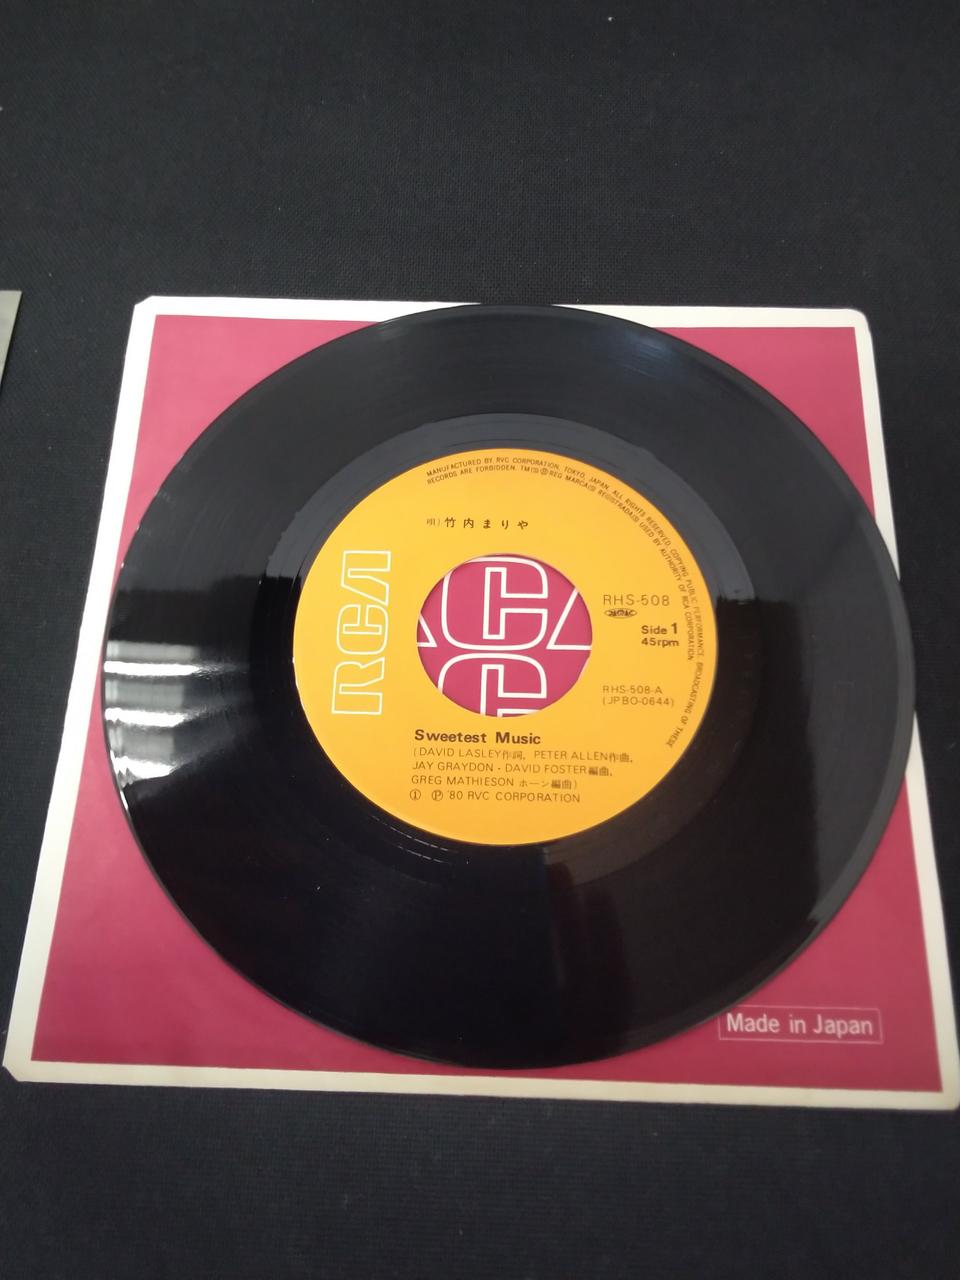 MANUFACTURED BY RVC CORPORATION, TOKYO, JAPAN. ALL RIGHTS RESERVED. COPYING PUBLIC PERFORMANCE, BROADCASTING OF THESE
RECORDS ARE FORBIDDEN. TM(S) ® REG MARCA(S) REGISTRADA(S) USED BY AUTHORITY OF RCA CORPORATION
唄)竹内まりや
RCA
RHS-508
Side 1
45rpm
RHS-508-A
(JPBO-0644)
Sweetest Music
(DAVID LASLEY作詞, PETER ALLEN作曲,
JAY GRAYDON・DAVID FOSTER編曲,
GREG MATHIESON ホーン編曲)
① Ⓟ '80 RVC CORPORATION
Made in Japan